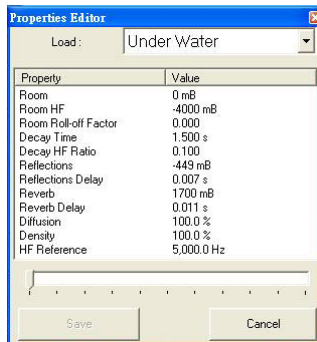 Properties Editor
Load : Under Water
Property Value
Room 0 mB
Room HF -4000 mB
Room Roll-off Factor 0.000
Decay Time 1.500 s
Decay HF Ratio 0.100
Reflections -449 mB
Reflections Delay 0.007 s
Reverb 1700 mB
Reverb Delay 0.011 s
Diffusion 100.0 %
Density 100.0 %
HF Reference 5,000.0 Hz
Save Cancel